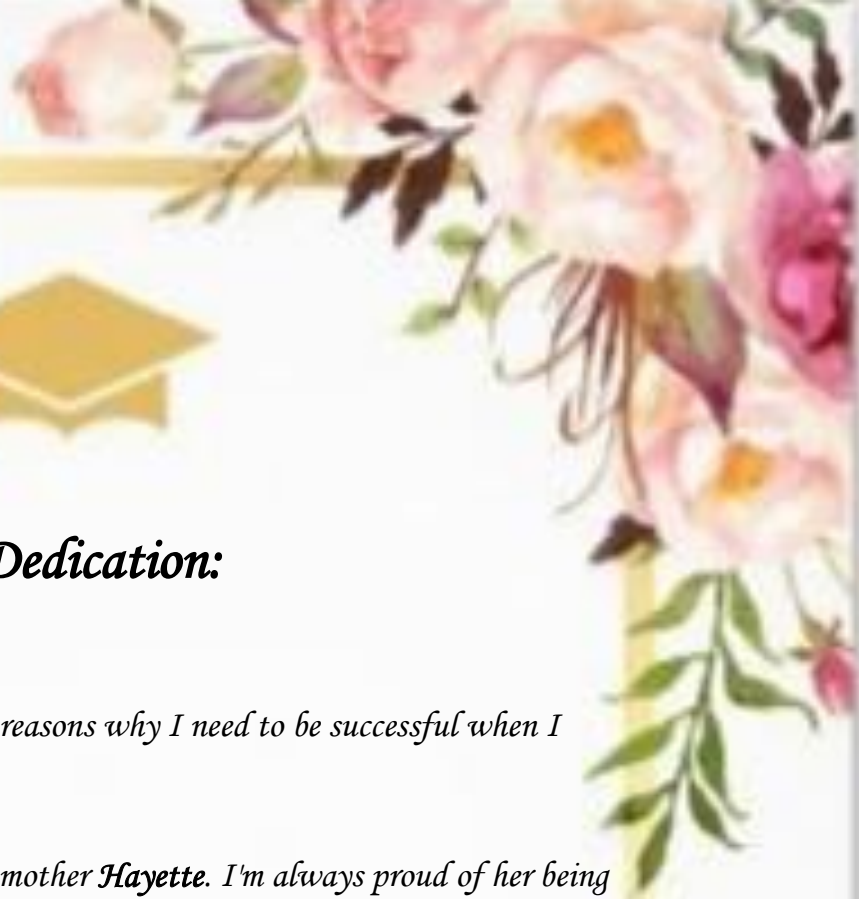 Dedication:
reasons why I need to be successful when I
mother Hayette. I'm always proud of her being